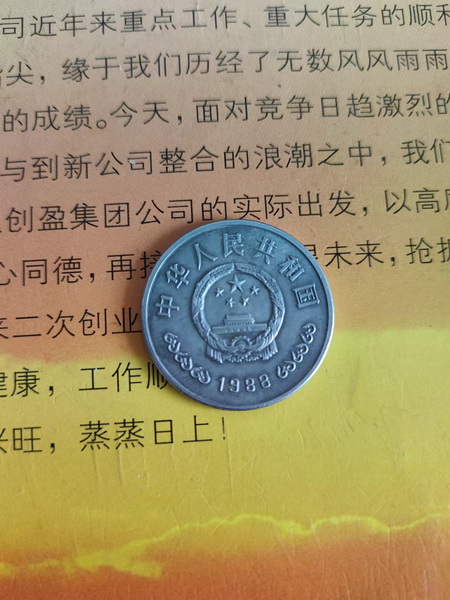 司近年来重点工作、重大任务的顺利
尖，缘于我们历经了无数风风雨雨
的成绩。今天，面对竞争日趋激烈的
与到新公司整合的浪潮之中，我们
创盈集团公司的实际出发，以高
心同德，再接 未来，抢抓
二次创业
健康，工作顺
兴旺，蒸蒸日上！
中华人民共和国
1988